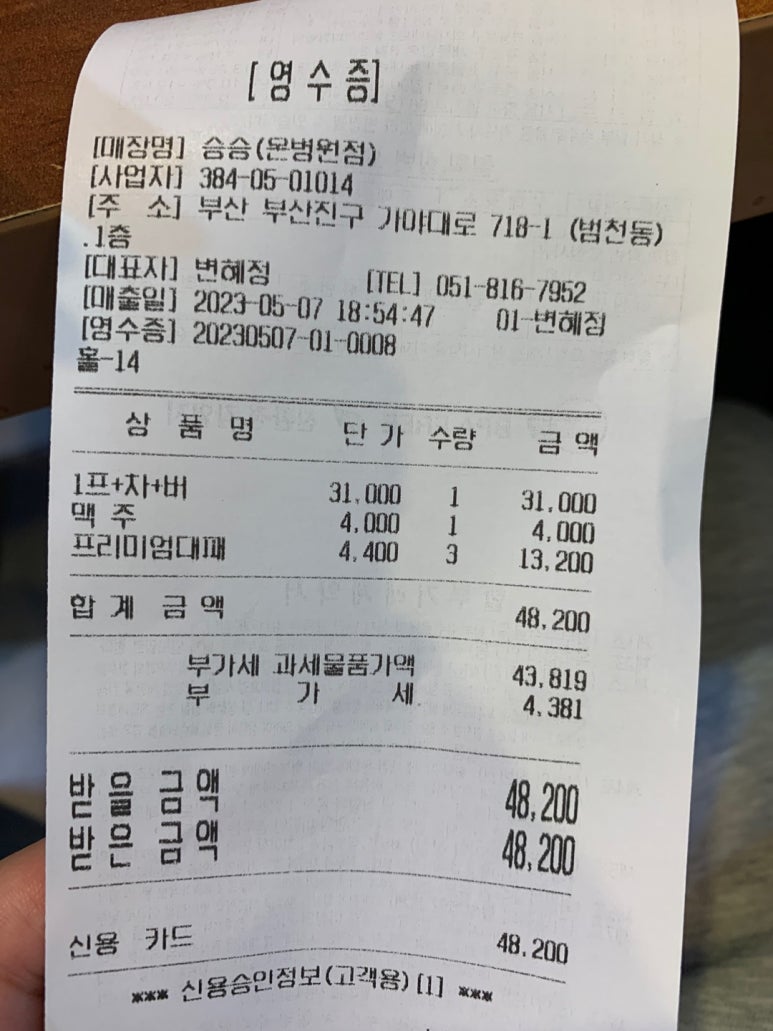 [영수증]
[매장명] 승승(온병원점)
[사업자] 384-05-01014
[주 소] 부산 부산진구 가야대로 718-1 (범천동)
.1층
[대표자] 변혜정 [TEL] 051-816-7952
[매출일] 2023-05-07 18:54:47 01-변혜정
[영수증] 20230507-01-0008
홀-14
상 품 명 단 가 수량 금 액
1프+차+버 31,000 1 31,000
맥 주 4,000 1 4,000
프리미엄대패 4,400 3 13,200
합 계 금 액 48,200
부가세 과세물품가액 43,819
부 가 세 4,381
받 을 금 액 48,200
받 은 금 액 48,200
신용 카드 48,200
*** 신용승인정보(고객용) [1] ***